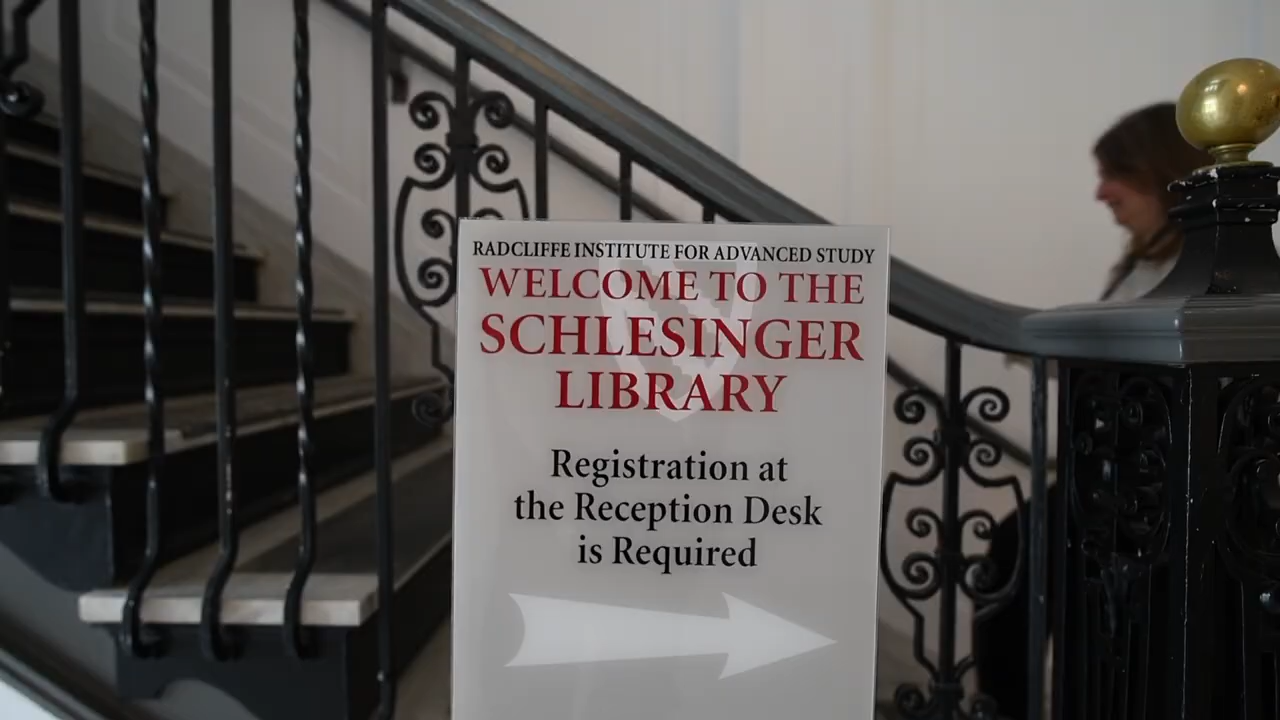 RADCLIFFE INSTITUTE FOR ADVANCED STUDY
WELCOME TO THE
SCHLESINGER
LIBRARY
Registration at
the Reception Desk
is Required